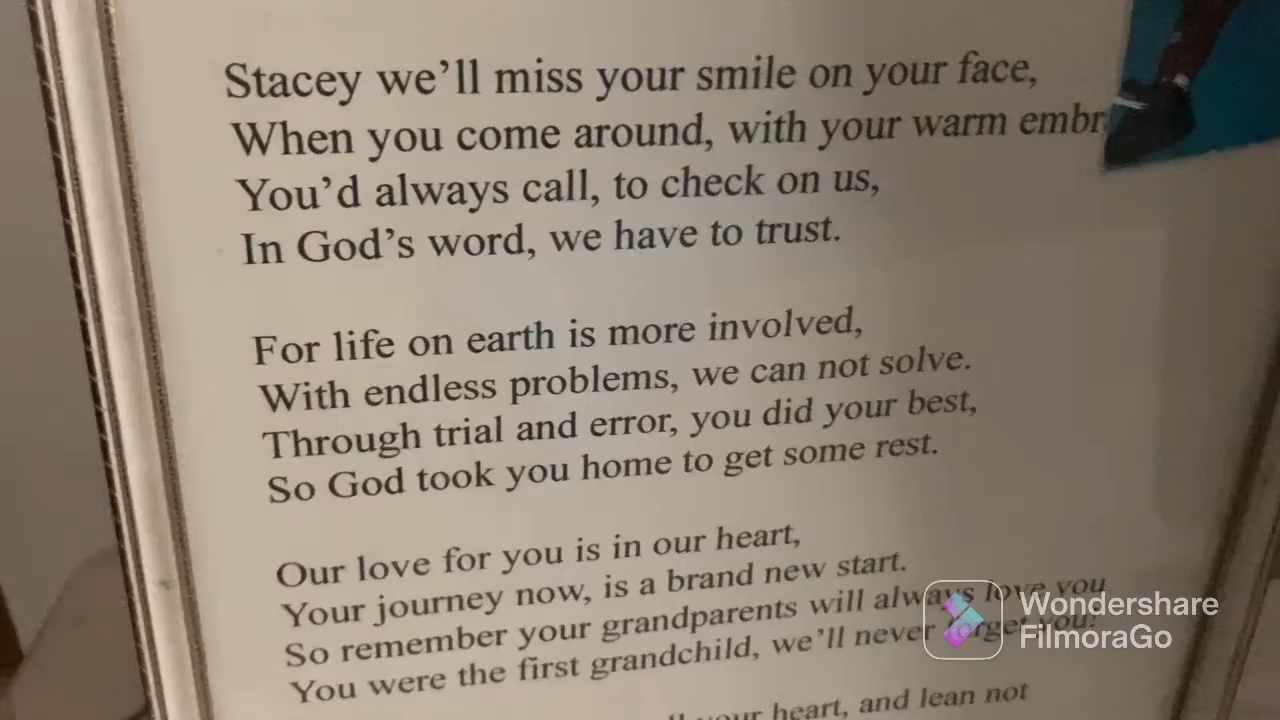 Stacey we'll miss your smile on your face,
When you come around, with your warm embr
You'd always call, to check on us,
In God's word, we have to trust.
For life on earth is more involved,
With endless problems, we can not solve.
Through trial and error, you did your best,
So God took you home to get some rest.
Our love for you is in our heart,
Your journey now, is a brand new start.
So remember your grandparents will always love you
You were the first grandchild, we'll never forget you.
your heart, and lean not
Wondershare
FilmoraGo